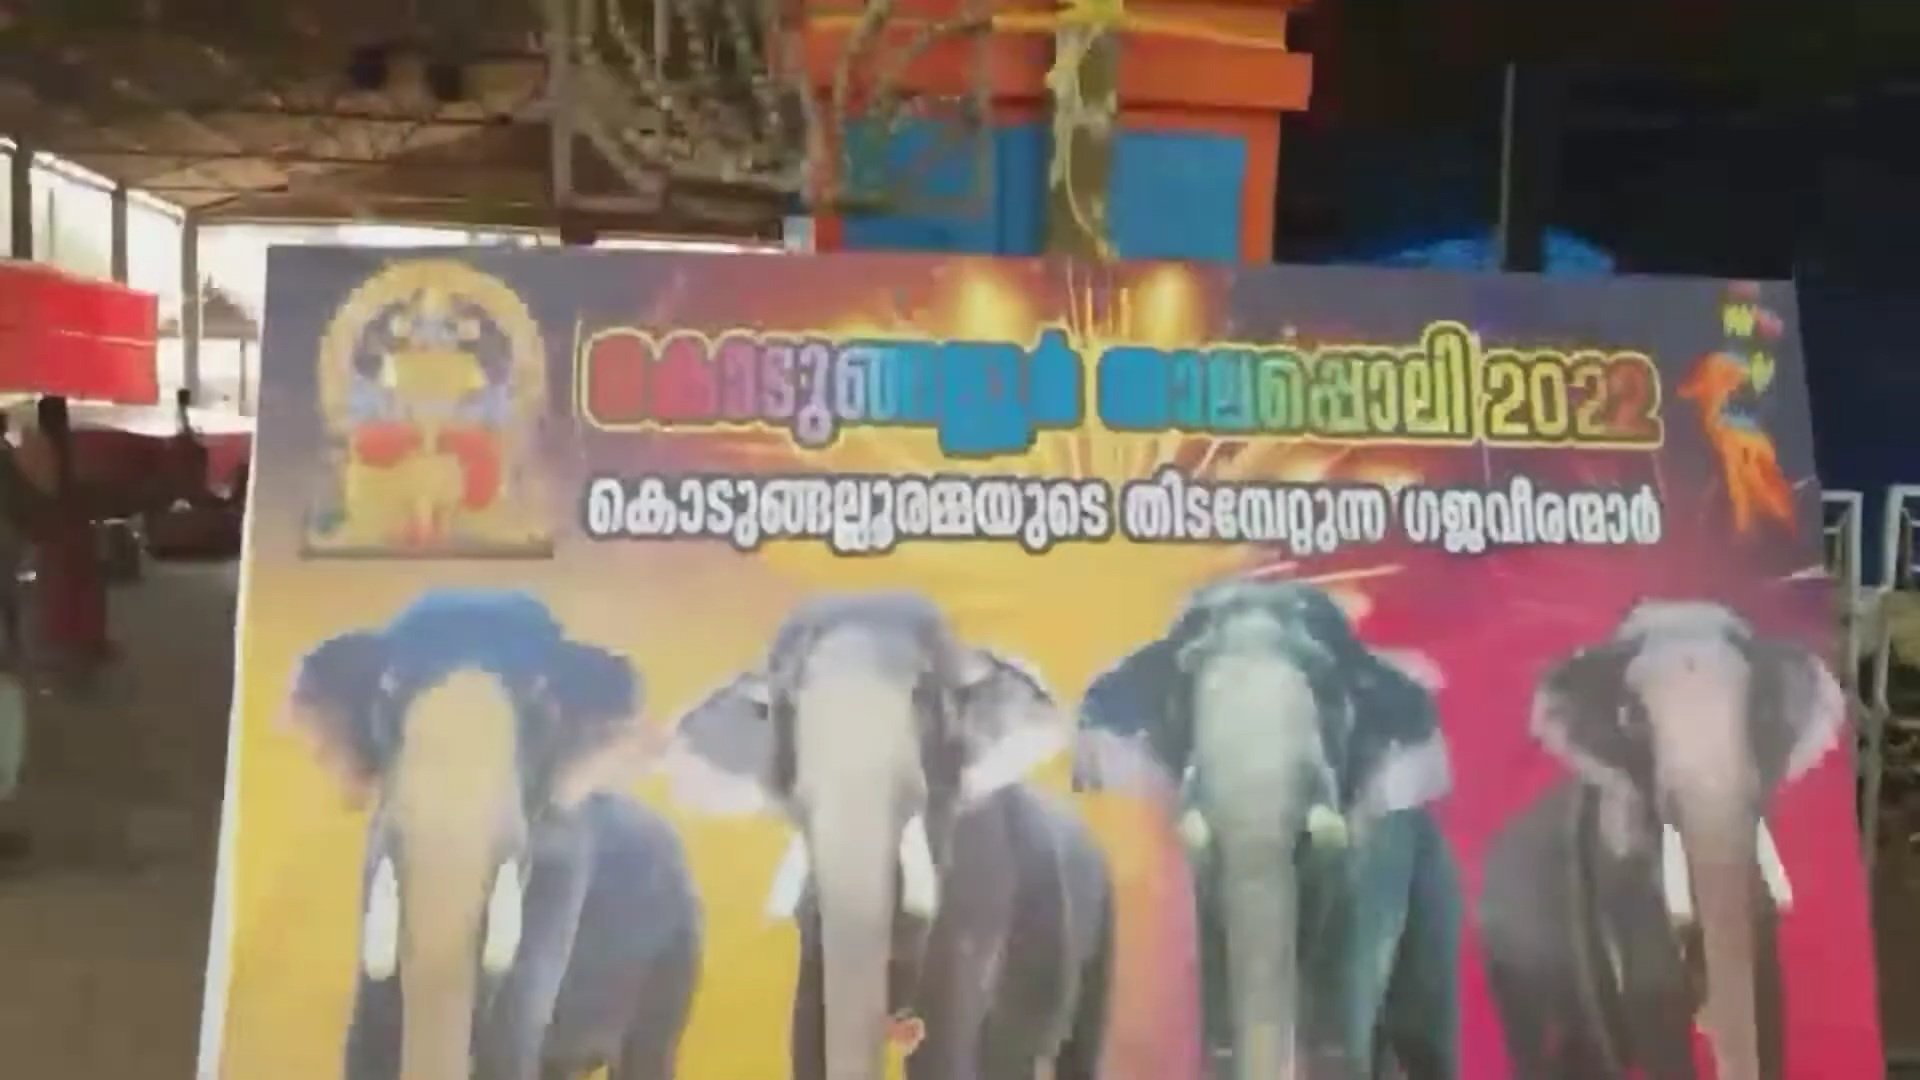 കൊടുങ്ങല്ലൂർ താലപ്പൊലി 2022
കൊടുങ്ങല്ലൂരമ്മയുടെ തിടമ്പേറ്റുന്ന ഗജവീരന്മാർ